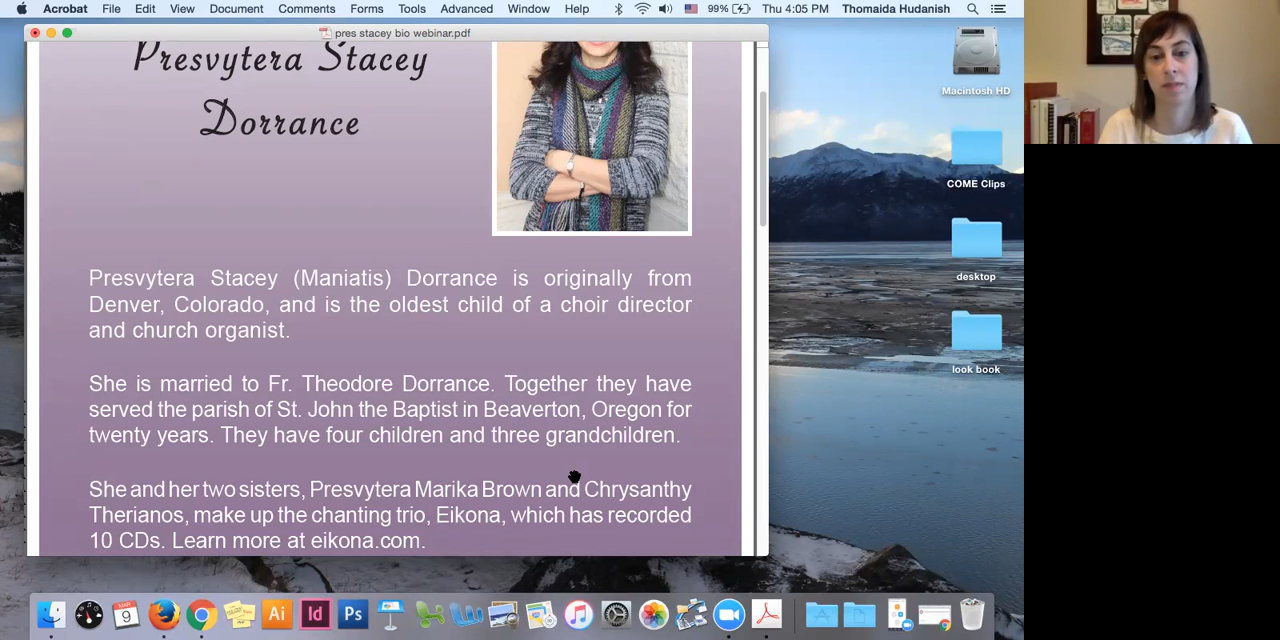 Acrobat File Edit View Document Comments Forms Tools Advanced Window Help 99% Thu 4:05 PM Thomaida Hudanish
pres stacey bio webinar.pdf
Presvytera Stacey
Dorrance
Presvytera Stacey (Maniatis) Dorrance is originally from
Denver, Colorado, and is the oldest child of a choir director
and church organist.
She is married to Fr. Theodore Dorrance. Together they have
served the parish of St. John the Baptist in Beaverton, Oregon for
twenty years. They have four children and three grandchildren.
She and her two sisters, Presvytera Marika Brown and Chrysanthy
Therianos, make up the chanting trio, Eikona, which has recorded
10 CDs. Learn more at eikona.com.
Macintosh HD
COME Clips
desktop
look book
MAR
9
Ai
Id
Ps